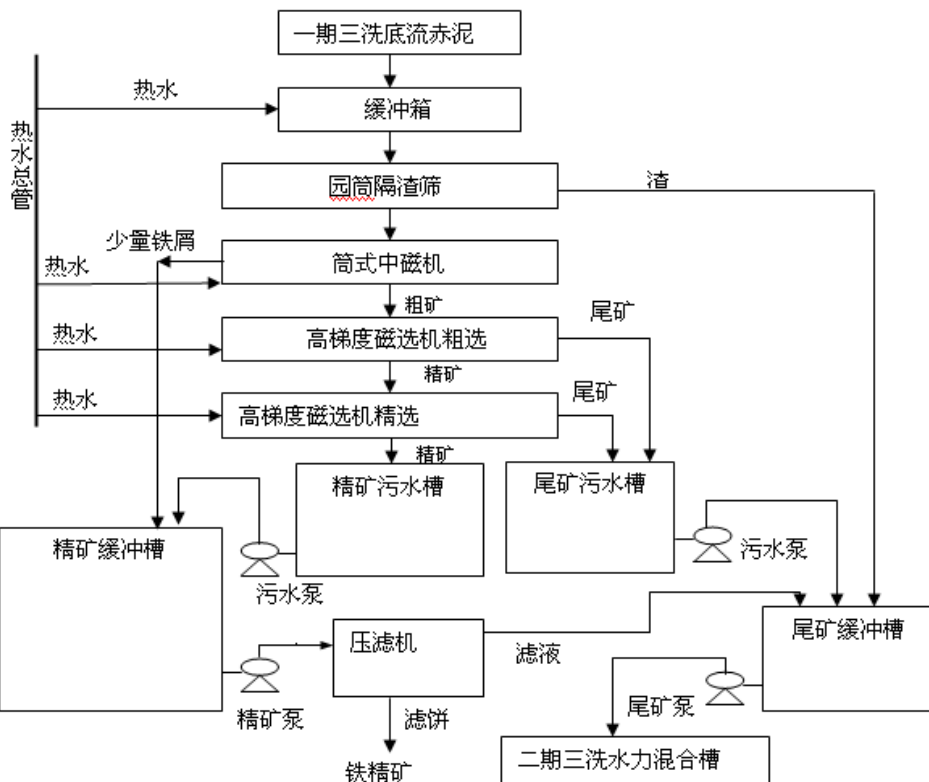 一期三洗底流赤泥
热水
缓冲箱
热水总管
园筒隔渣筛
渣
少量铁屑
筒式中磁机
热水
粗矿
尾矿
热水
高梯度磁选机粗选
精矿
尾矿
热水
高梯度磁选机精选
精矿
精矿污水槽
尾矿污水槽
精矿缓冲槽
污水泵
污水泵
尾矿缓冲槽
压滤机
滤液
精矿泵
滤饼
尾矿泵
铁精矿
二期三洗水力混合槽